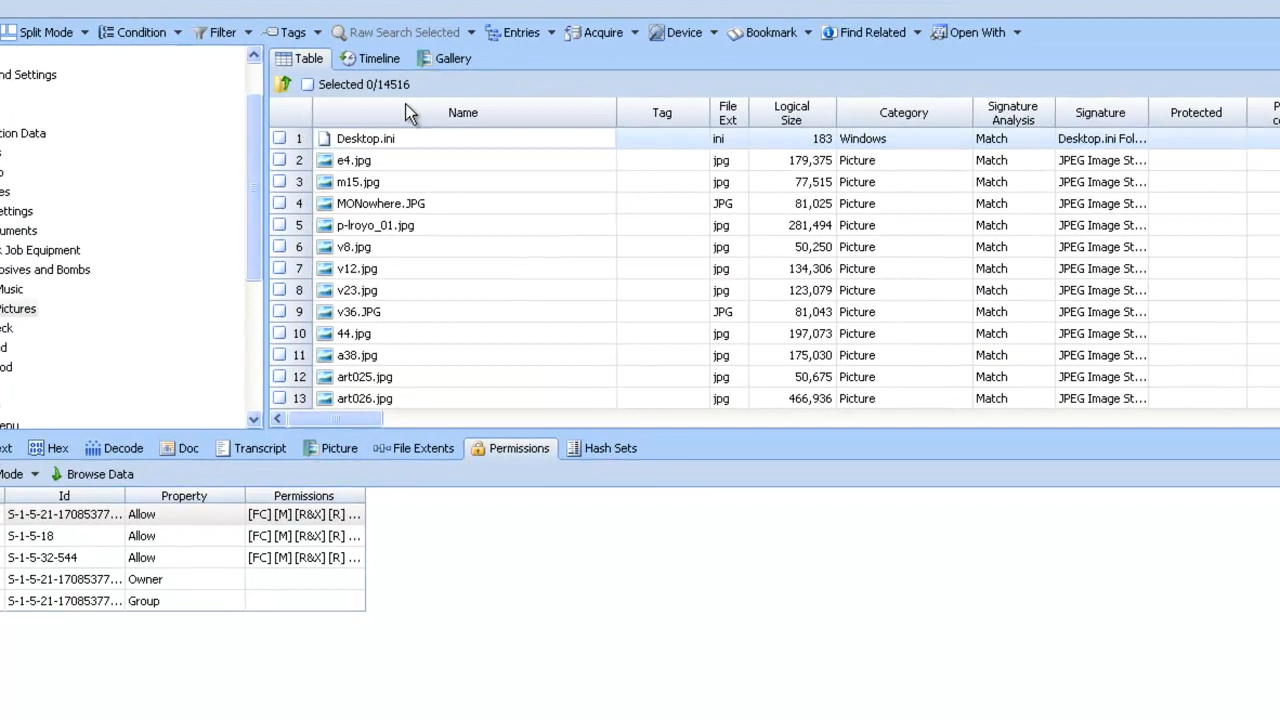 Split Mode Condition Filter Tags Raw Search Selected Entries Acquire Device Bookmark Find Related Open With
Table Timeline Gallery
Selected 0/14516
Name Tag File Ext Logical Size Category Signature Analysis Signature Protected
1 Desktop.ini ini 183 Windows Match Desktop.ini Fol...
2 e4.jpg jpg 179,375 Picture Match JPEG Image St...
3 m15.jpg jpg 77,515 Picture Match JPEG Image St...
4 MONowhere.JPG JPG 81,025 Picture Match JPEG Image St...
5 p-lroyo_01.jpg jpg 281,494 Picture Match JPEG Image St...
6 v8.jpg jpg 50,250 Picture Match JPEG Image St...
7 v12.jpg jpg 134,306 Picture Match JPEG Image St...
8 v23.jpg jpg 123,079 Picture Match JPEG Image St...
9 v36.JPG JPG 81,043 Picture Match JPEG Image St...
10 44.jpg jpg 197,073 Picture Match JPEG Image St...
11 a38.jpg jpg 175,030 Picture Match JPEG Image St...
12 art025.jpg jpg 50,675 Picture Match JPEG Image St...
13 art026.jpg jpg 466,936 Picture Match JPEG Image St...
nd Settings
tion Data
s
o
es
ettings
uments
k Job Equipment
osives and Bombs
Music
Pictures
eck
d
od
enu
ext Hex Decode Doc Transcript Picture File Extents Permissions Hash Sets
Mode Browse Data
Id Property Permissions
S-1-5-21-17085377... Allow [FC] [M] [R&X] [R] ...
S-1-5-18 Allow [FC] [M] [R&X] [R] ...
S-1-5-32-544 Allow [FC] [M] [R&X] [R] ...
S-1-5-21-17085377... Owner
S-1-5-21-17085377... Group